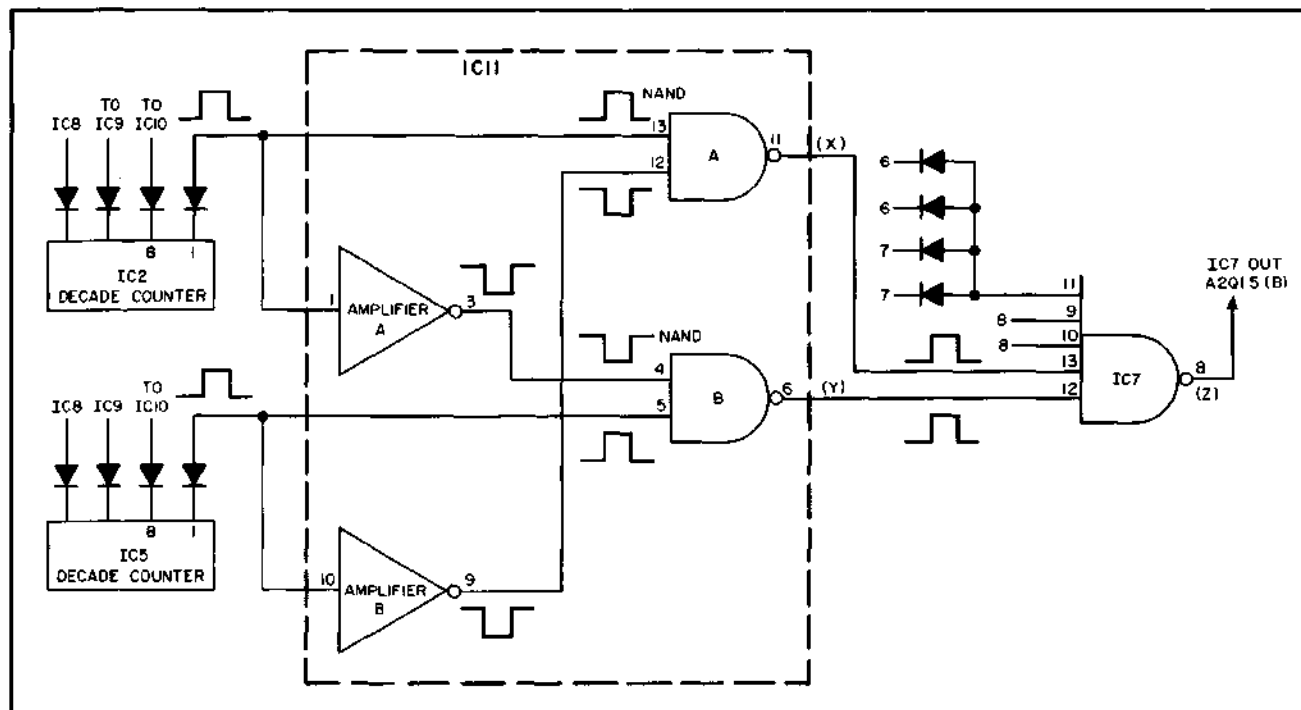 IC11
IC8
TO
IC9
TO
IC10
8
1
IC2
DECADE COUNTER
IC8
IC9
TO
IC10
8
1
IC5
DECADE COUNTER
1
AMPLIFIER
A
3
10
AMPLIFIER
B
9
NAND
13
12
A
11
(X)
NAND
4
5
B
6
(Y)
6
6
7
7
11
9
8
10
8
13
12
IC7
8
(Z)
IC7 OUT
A2Q15(B)